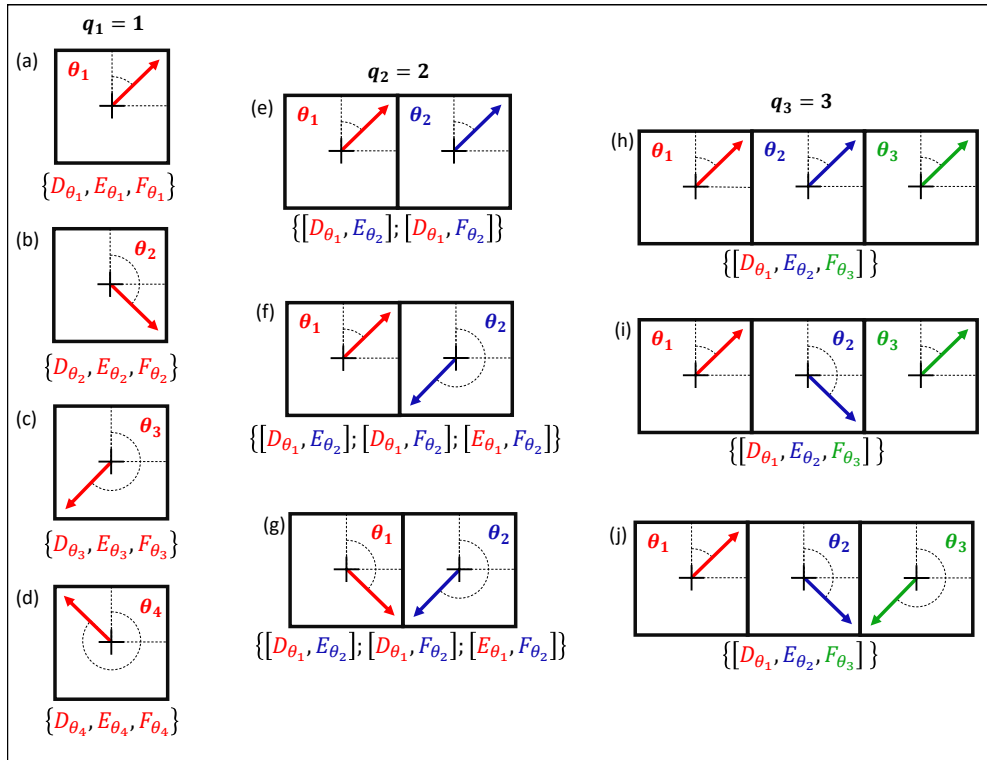 q₁ = 1
(a)
θ₁
{D_θ₁, E_θ₁, F_θ₁}
(b)
θ₂
{D_θ₂, E_θ₂, F_θ₂}
(c)
θ₃
{D_θ₃, E_θ₃, F_θ₃}
(d)
θ₄
{D_θ₄, E_θ₄, F_θ₄}
q₂ = 2
(e)
θ₁ θ₂
{[D_θ₁, E_θ₂]; [D_θ₁, F_θ₂]}
(f)
θ₁ θ₂
{[D_θ₁, E_θ₂]; [D_θ₁, F_θ₂]; [E_θ₁, F_θ₂]}
(g)
θ₁ θ₂
{[D_θ₁, E_θ₂]; [D_θ₁, F_θ₂]; [E_θ₁, F_θ₂]}
q₃ = 3
(h)
θ₁ θ₂ θ₃
{[D_θ₁, E_θ₂, F_θ₃] }
(i)
θ₁ θ₂ θ₃
{[D_θ₁, E_θ₂, F_θ₃] }
(j)
θ₁ θ₂ θ₃
{[D_θ₁, E_θ₂, F_θ₃] }